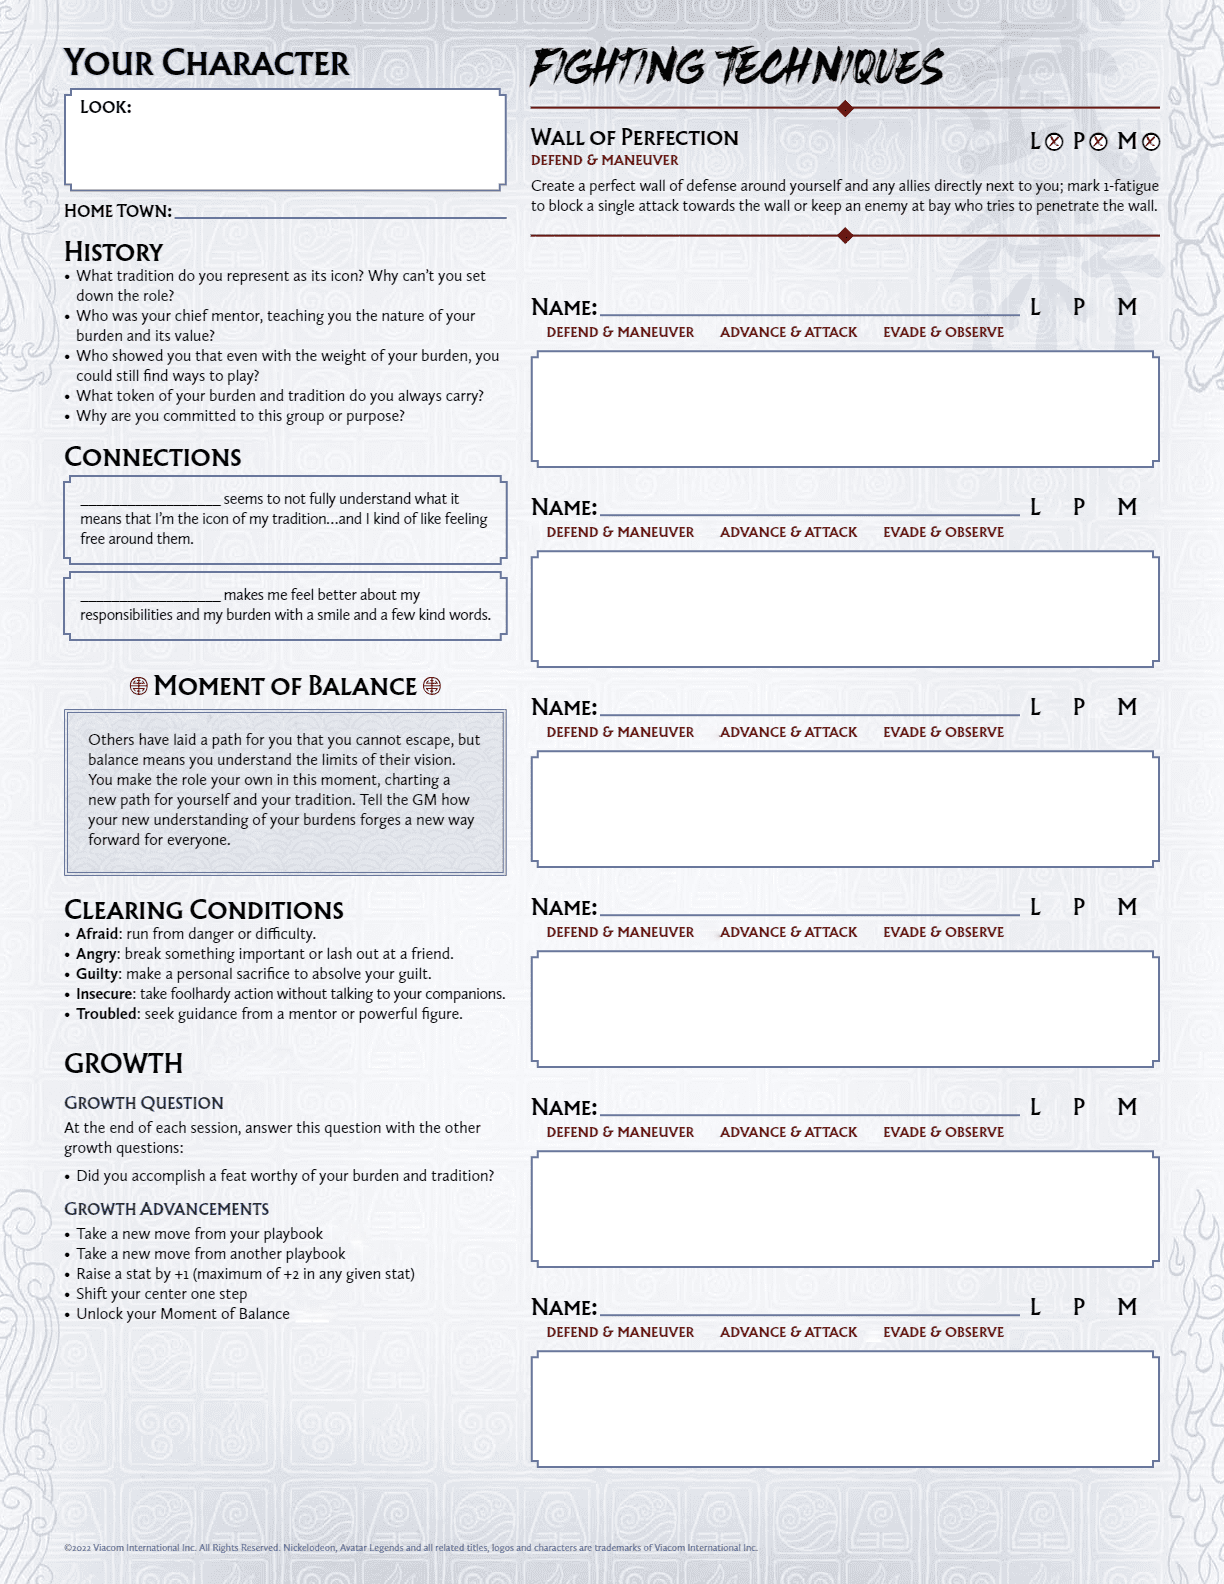 Your Character
Look:
Home Town:
History
• What tradition do you represent as its icon? Why can't you set
down the role?
• Who was your chief mentor, teaching you the nature of your
burden and its value?
• Who showed you that even with the weight of your burden, you
could still find ways to play?
• What token of your burden and tradition do you always carry?
• Why are you committed to this group or purpose?
Connections
__________________ seems to not fully understand what it
means that I'm the icon of my tradition...and I kind of like feeling
free around them.
__________________ makes me feel better about my
responsibilities and my burden with a smile and a few kind words.
Moment of Balance
Others have laid a path for you that you cannot escape, but
balance means you understand the limits of their vision.
You make the role your own in this moment, charting a
new path for yourself and your tradition. Tell the GM how
your new understanding of your burdens forges a new way
forward for everyone.
Clearing Conditions
• Afraid: run from danger or difficulty.
• Angry: break something important or lash out at a friend.
• Guilty: make a personal sacrifice to absolve your guilt.
• Insecure: take foolhardy action without talking to your companions.
• Troubled: seek guidance from a mentor or powerful figure.
GROWTH
Growth Question
At the end of each session, answer this question with the other
growth questions:
• Did you accomplish a feat worthy of your burden and tradition?
Growth Advancements
• Take a new move from your playbook
• Take a new move from another playbook
• Raise a stat by +1 (maximum of +2 in any given stat)
• Shift your center one step
• Unlock your Moment of Balance
FIGHTING TECHNIQUES
Wall of Perfection L P M
DEFEND & MANEUVER
Create a perfect wall of defense around yourself and any allies directly next to you; mark 1-fatigue
to block a single attack towards the wall or keep an enemy at bay who tries to penetrate the wall.
Name: L P M
DEFEND & MANEUVER ADVANCE & ATTACK EVADE & OBSERVE
Name: L P M
DEFEND & MANEUVER ADVANCE & ATTACK EVADE & OBSERVE
Name: L P M
DEFEND & MANEUVER ADVANCE & ATTACK EVADE & OBSERVE
Name: L P M
DEFEND & MANEUVER ADVANCE & ATTACK EVADE & OBSERVE
Name: L P M
DEFEND & MANEUVER ADVANCE & ATTACK EVADE & OBSERVE
Name: L P M
DEFEND & MANEUVER ADVANCE & ATTACK EVADE & OBSERVE
©2022 Viacom International Inc. All Rights Reserved. Nickelodeon, Avatar Legends and all related titles, logos and characters are trademarks of Viacom International Inc.